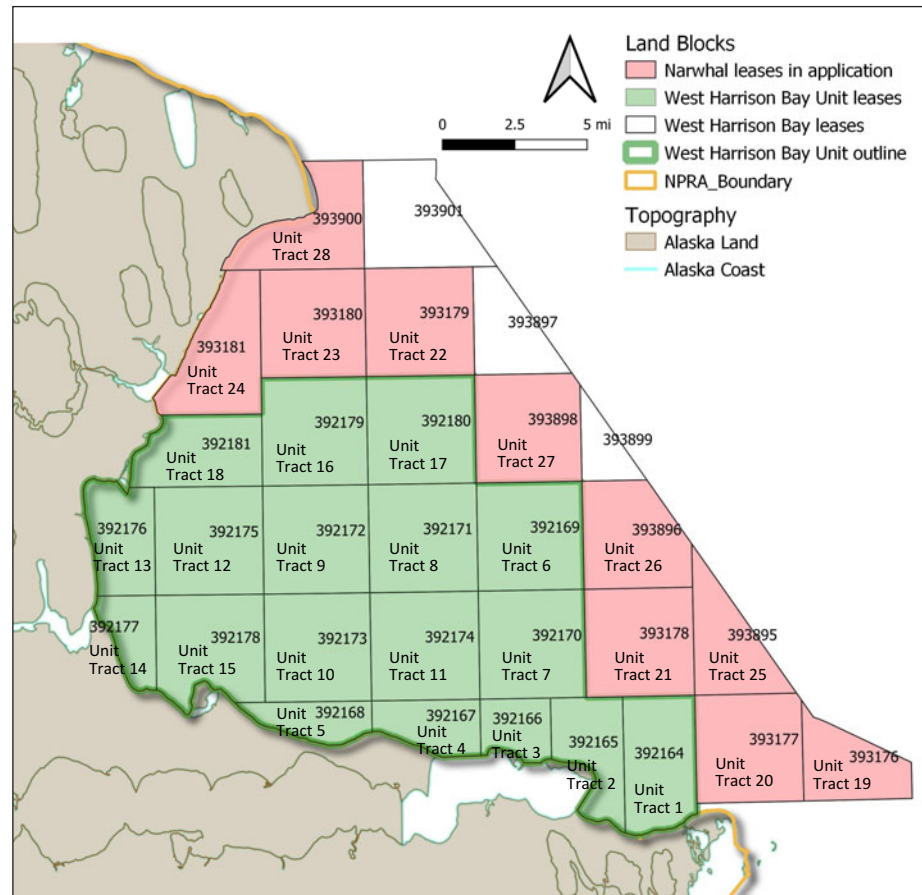 Land Blocks
Narwhal leases in application
West Harrison Bay Unit leases
West Harrison Bay leases
West Harrison Bay Unit outline
NPRA_Boundary
Topography
Alaska Land
Alaska Coast
0 2.5 5 mi
393900
Unit
Tract 28
393901
393181
Unit
Tract 24
393180
Unit
Tract 23
393179
Unit
Tract 22
393897
392181
Unit
Tract 18
392179
Unit
Tract 16
392180
Unit
Tract 17
393898
Unit
Tract 27
393899
392176
Unit
Tract 13
392175
Unit
Tract 12
392172
Unit
Tract 9
392171
Unit
Tract 8
392169
Unit
Tract 6
393896
Unit
Tract 26
392177
Unit
Tract 14
392178
Unit
Tract 15
392173
Unit
Tract 10
392174
Unit
Tract 11
392170
Unit
Tract 7
393178
Unit
Tract 21
393895
Unit
Tract 25
392168
Unit
Tract 5
392167
Unit
Tract 4
392166
Unit
Tract 3
392165
Unit
Tract 2
392164
Unit
Tract 1
393177
Unit
Tract 20
393176
Unit
Tract 19